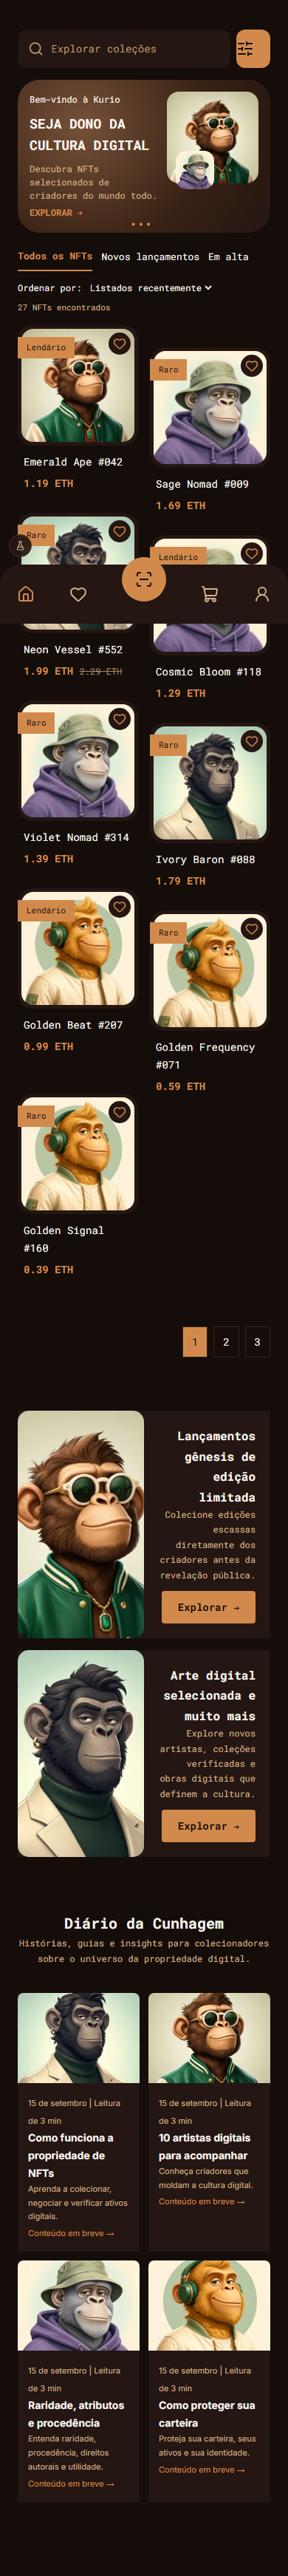 Explorar coleções
Bem-vindo à Kurio
SEJA DONO DA
CULTURA DIGITAL
Descubra NFTs
selecionados de
criadores do mundo todo.
EXPLORAR →
Todos os NFTs Novos lançamentos Em alta
Ordenar por: Listados recentemente
27 NFTs encontrados
Lendário
Emerald Ape #042
1.19 ETH
Raro
Sage Nomad #009
1.69 ETH
Raro
Neon Vessel #552
1.99 ETH 2.29 ETH
Lendário
Cosmic Bloom #118
1.29 ETH
Raro
Violet Nomad #314
1.39 ETH
Raro
Ivory Baron #088
1.79 ETH
Lendário
Golden Beat #207
0.99 ETH
Raro
Golden Frequency
#071
0.59 ETH
Raro
Golden Signal
#160
0.39 ETH
1 2 3
Lançamentos
gênesis de
edição
limitada
Colecione edições
escassas
diretamente dos
criadores antes da
revelação pública.
Explorar →
Arte digital
selecionada e
muito mais
Explore novos
artistas, coleções
verificadas e
obras digitais que
definem a cultura.
Explorar →
Diário da Cunhagem
Histórias, guias e insights para colecionadores
sobre o universo da propriedade digital.
15 de setembro | Leitura
de 3 min
Como funciona a
propriedade de
NFTs
Aprenda a colecionar,
negociar e verificar ativos
digitais.
Conteúdo em breve →
15 de setembro | Leitura
de 3 min
10 artistas digitais
para acompanhar
Conheça criadores que
moldam a cultura digital.
Conteúdo em breve →
15 de setembro | Leitura
de 3 min
Raridade, atributos
e procedência
Entenda raridade,
procedência, direitos
autorais e utilidade.
Conteúdo em breve →
15 de setembro | Leitura
de 3 min
Como proteger sua
carteira
Proteja sua carteira, seus
ativos e sua identidade.
Conteúdo em breve →